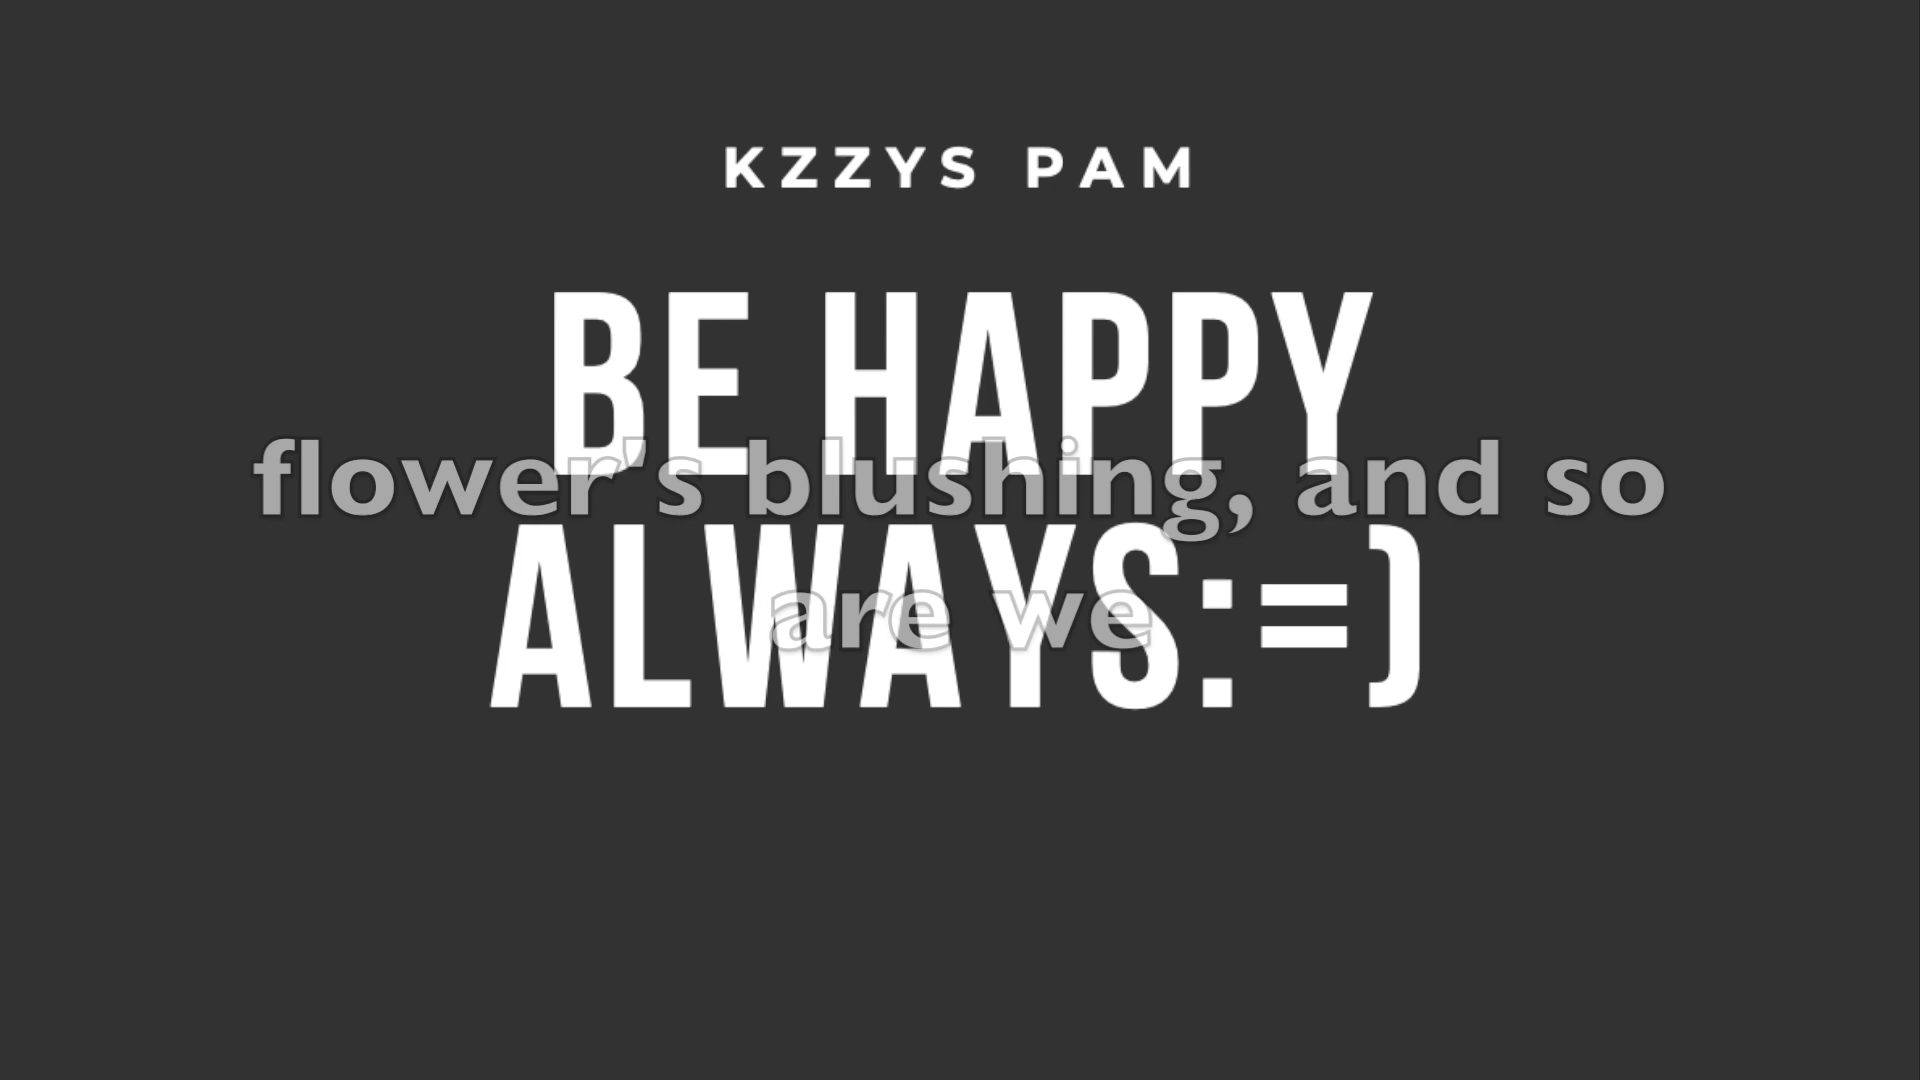 KZZYS PAM
BE HAPPY
flower's blushing, and so
ALWAYS:=)
are we